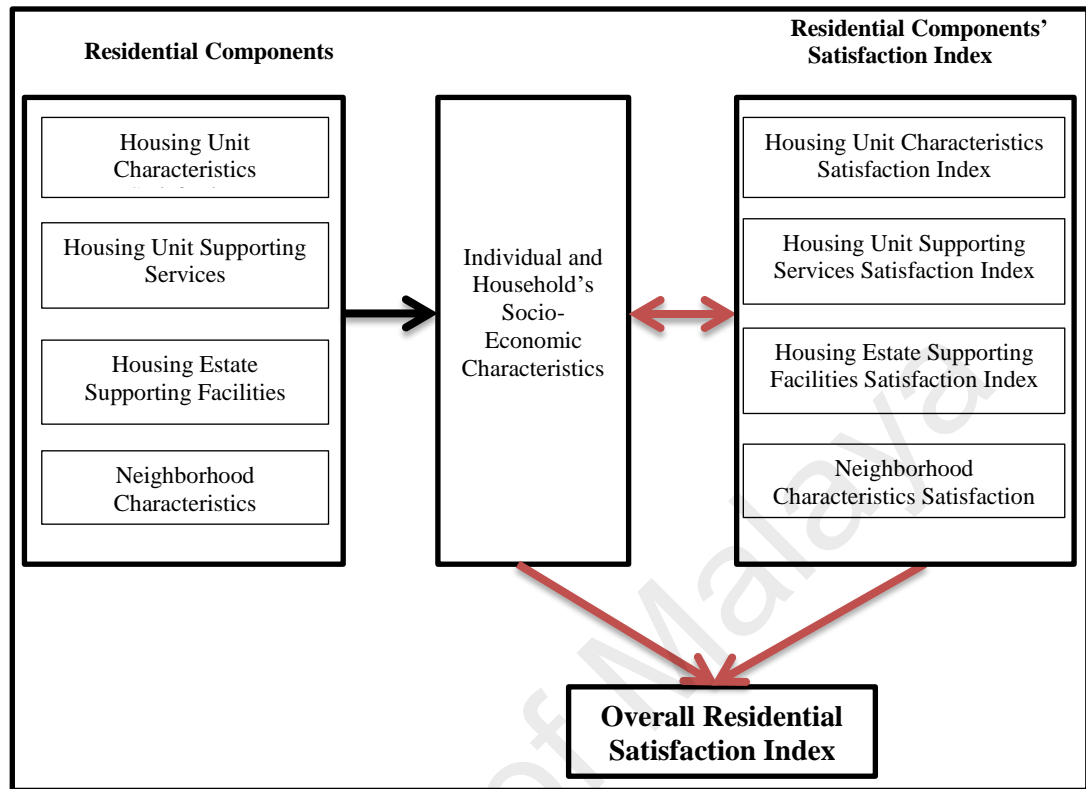 Residential Components
Residential Components’
Satisfaction Index
Housing Unit
Characteristics
Housing Unit Supporting
Services
Housing Estate
Supporting Facilities
Neighborhood
Characteristics
Individual and
Household’s
Socio-
Economic
Characteristics
Housing Unit Characteristics
Satisfaction Index
Housing Unit Supporting
Services Satisfaction Index
Housing Estate Supporting
Facilities Satisfaction Index
Neighborhood
Characteristics Satisfaction
Overall Residential
Satisfaction Index
of Malaya